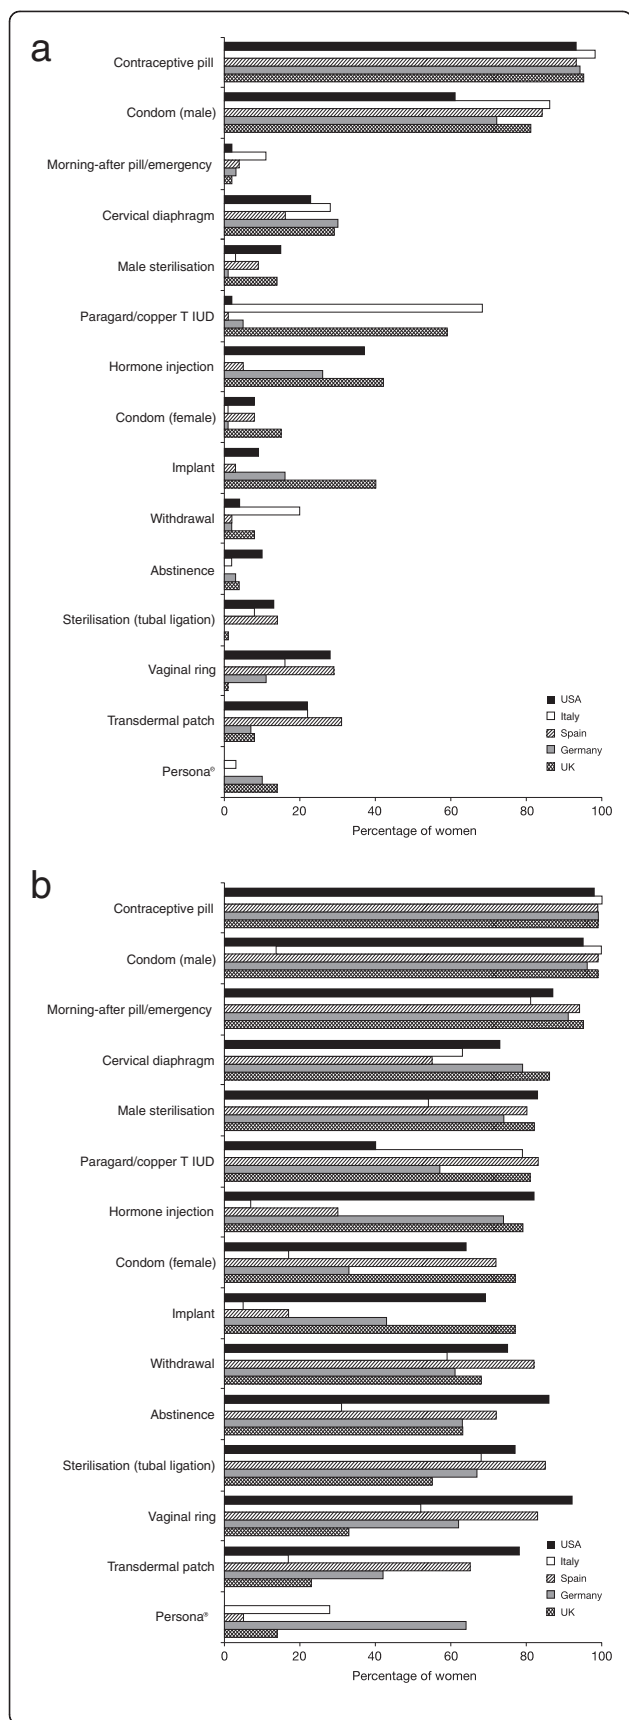 a
Contraceptive pill
Condom (male)
Morning-after pill/emergency
Cervical diaphragm
Male sterilisation
Paragard/copper T IUD
Hormone injection
Condom (female)
Implant
Withdrawal
Abstinence
Sterilisation (tubal ligation)
Vaginal ring
Transdermal patch
Persona®
USA
Italy
Spain
Germany
UK
0 20 40 60 80 100
Percentage of women
b
Contraceptive pill
Condom (male)
Morning-after pill/emergency
Cervical diaphragm
Male sterilisation
Paragard/copper T IUD
Hormone injection
Condom (female)
Implant
Withdrawal
Abstinence
Sterilisation (tubal ligation)
Vaginal ring
Transdermal patch
Persona®
USA
Italy
Spain
Germany
UK
0 20 40 60 80 100
Percentage of women